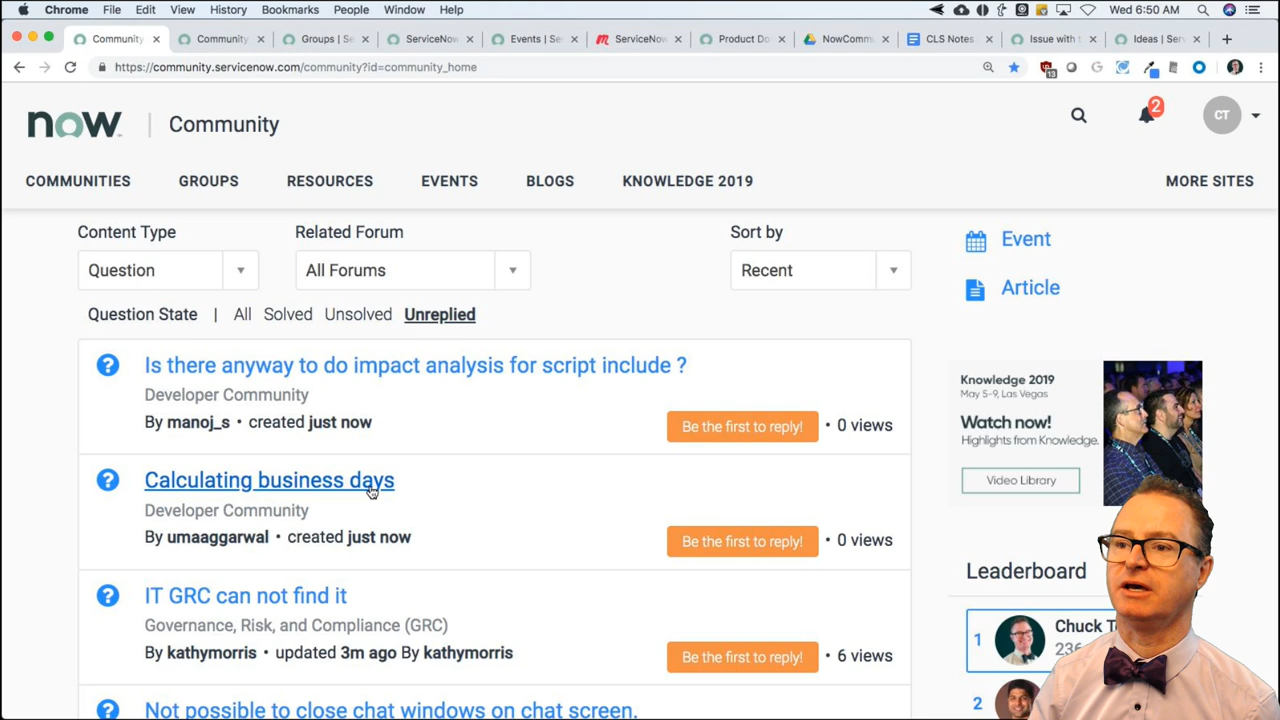 Chrome File Edit View History Bookmarks People Window Help Wed 6:50 AM
Community Community Groups | Se ServiceNow Events | Se ServiceNow Product Do NowComm CLS Notes Issue with t Ideas | Serv
https://community.servicenow.com/community?id=community_home 13
now Community 2 CT
COMMUNITIES GROUPS RESOURCES EVENTS BLOGS KNOWLEDGE 2019 MORE SITES
Content Type Related Forum Sort by
Question All Forums Recent
Question State | All Solved Unsolved Unreplied
Is there anyway to do impact analysis for script include ?
Developer Community
By manoj_s • created just now
Be the first to reply! • 0 views
Calculating business days
Developer Community
By umaaggarwal • created just now
Be the first to reply! • 0 views
IT GRC can not find it
Governance, Risk, and Compliance (GRC)
By kathymorris • updated 3m ago By kathymorris
Be the first to reply! • 6 views
Not possible to close chat windows on chat screen.
Event
Article
Knowledge 2019
May 5-9, Las Vegas
Watch now!
Highlights from Knowledge.
Video Library
Leaderboard
1 Chuck T
236
2